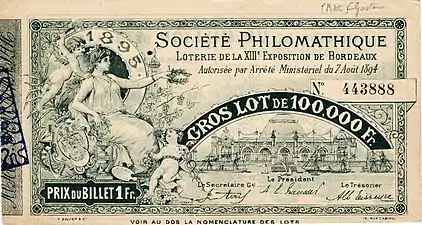 1895
SOCIÉTÉ PHILOMATHIQUE
LOTERIE DE LA XIIIe EXPOSITION DE BORDEAUX
Autorisée par Arrêté Ministériel du 7 Août 1894
No 443888
GROS LOT DE 100,000 Fr.
PRIX DU BILLET 1 Fr.
Le Secrétaire Gal
Le Président
Le Trésorier
VOIR AU DOS LA NOMENCLATURE DES LOTS